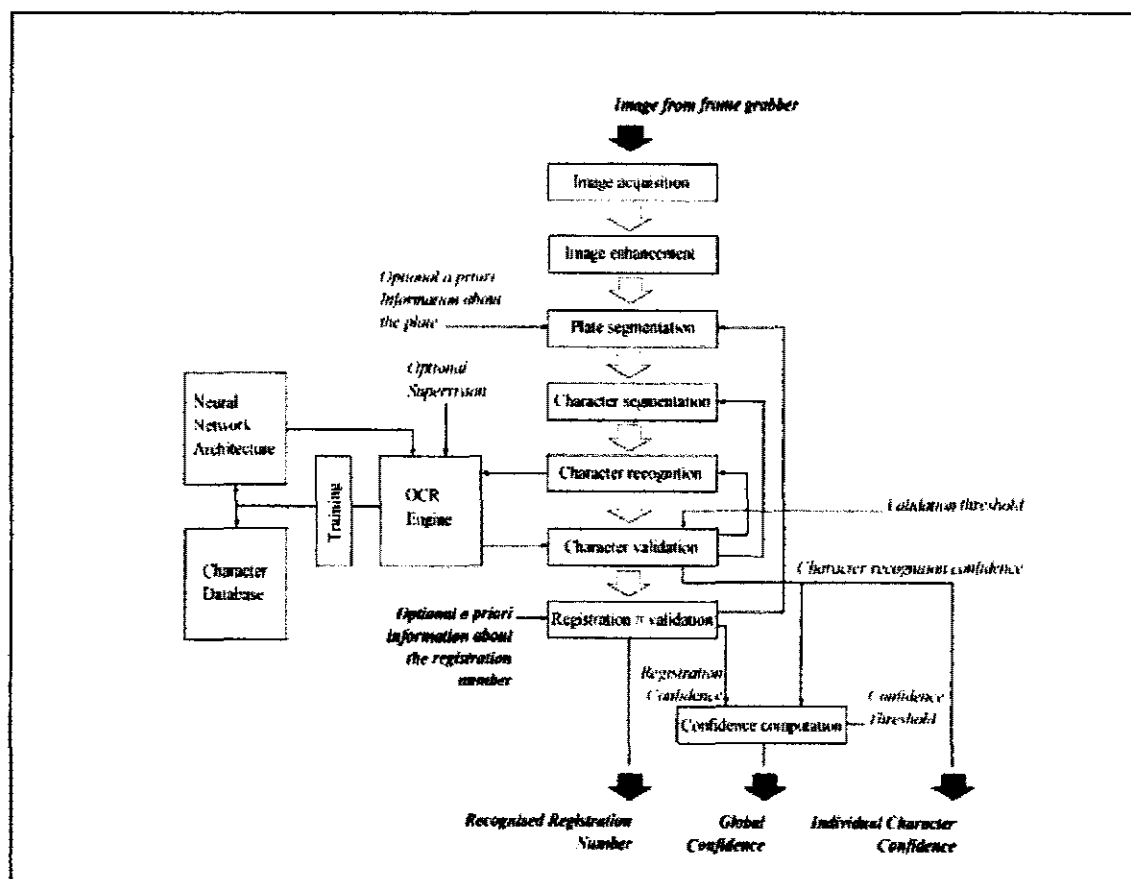 Image from frame grabber
Image acquisition
Image enhancement
Optional a priori
Information about
the plate
Plate segmentation
Optional
Supervision
Character segmentation
Neural
Network
Architecture
Character recognition
Training
OCR
Engine
Validation threshold
Character validation
Character recognition confidence
Character
Database
Optional a priori
information about
the registration
number
Registration n validation
Registration
Confidence
Confidence
Threshold
Confidence computation
Recognised Registration
Number
Global
Confidence
Individual Character
Confidence